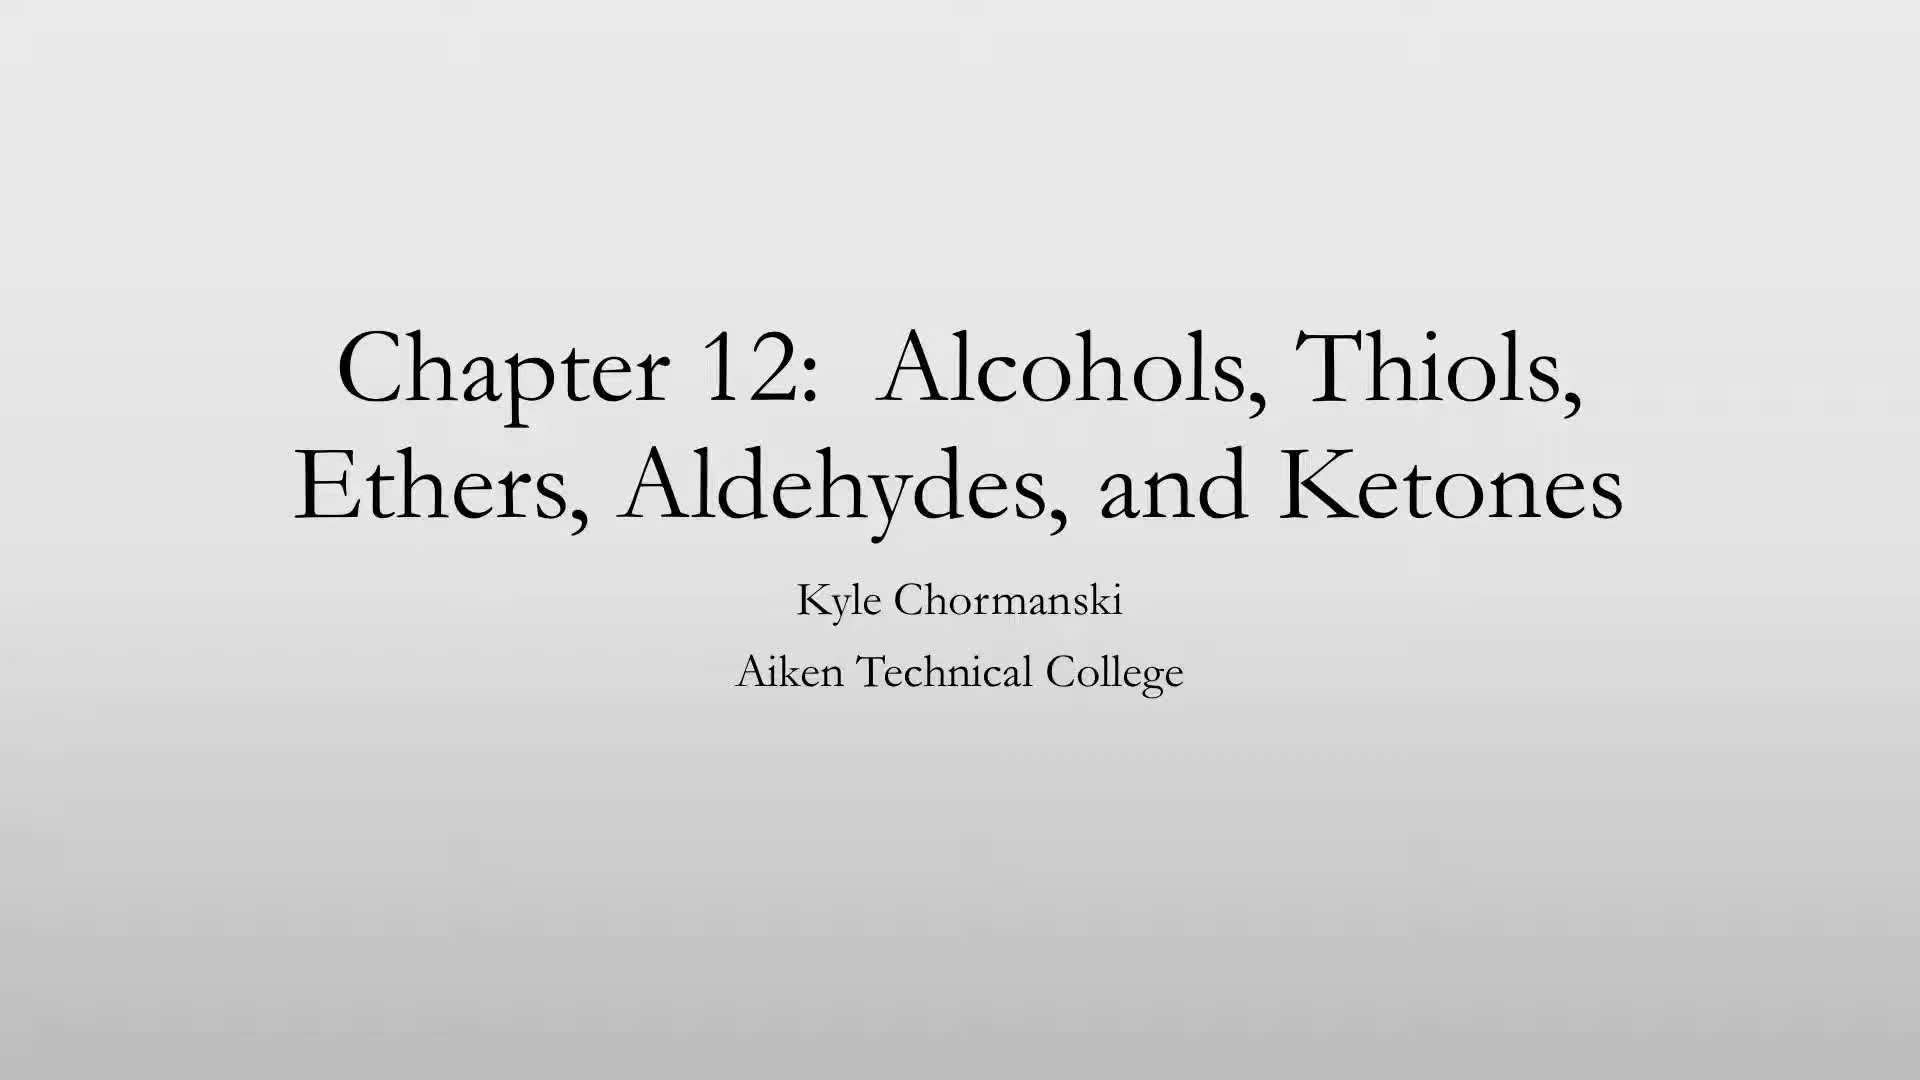 Chapter 12:  Alcohols, Thiols,
Ethers, Aldehydes, and Ketones
Kyle Chormanski
Aiken Technical College